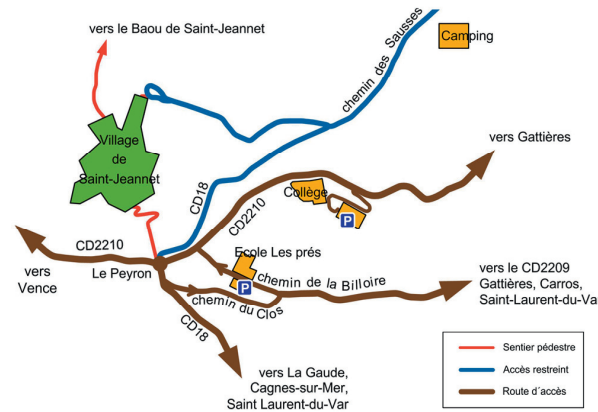 vers le Baou de Saint-Jeannet
Camping
chemin des Sausses
Village
de
Saint-Jeannet
vers Gattières
CD18
CD2210
Collège
P
CD2210
Le Peyron
vers
Vence
Ecole Les prés
P
chemin de la Billoire
chemin du Clos
CD18
vers le CD2209
Gattières, Carros,
Saint-Laurent-du-Va
vers La Gaude,
Cagnes-sur-Mer,
Saint Laurent-du-Var
Sentier pédestre
Accès restreint
Route d´accès